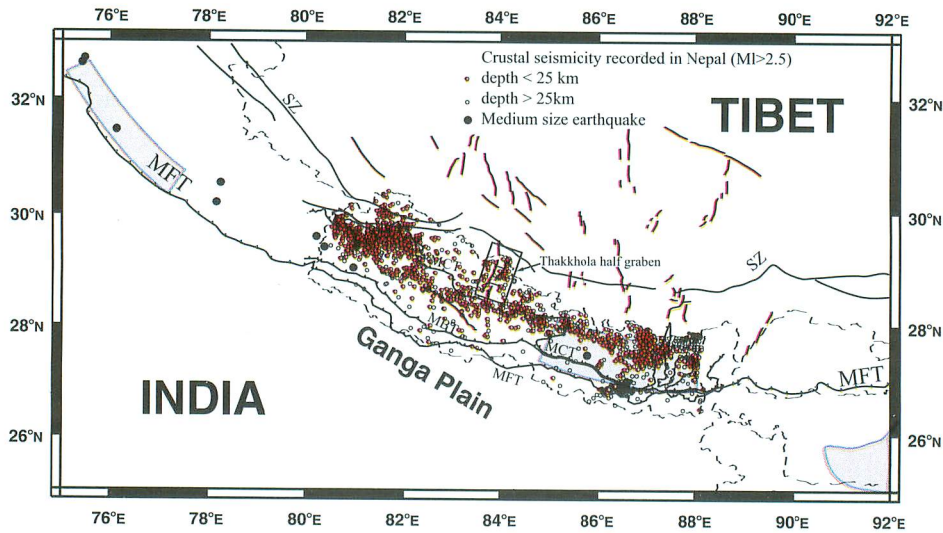 76°E 78°E 80°E 82°E 84°E 86°E 88°E 90°E 92°E
Crustal seismicity recorded in Nepal (Ml>2.5)
depth < 25 km
depth > 25km
Medium size earthquake
TIBET
SZ
32°N
32°N
MFT
30°N
30°N
SZ
Thakkhola half graben
MCT
28°N
28°N
MBT
MCT
Ganga Plain
MFT
MFT
INDIA
26°N
26°N
76°E 78°E 80°E 82°E 84°E 86°E 88°E 90°E 92°E